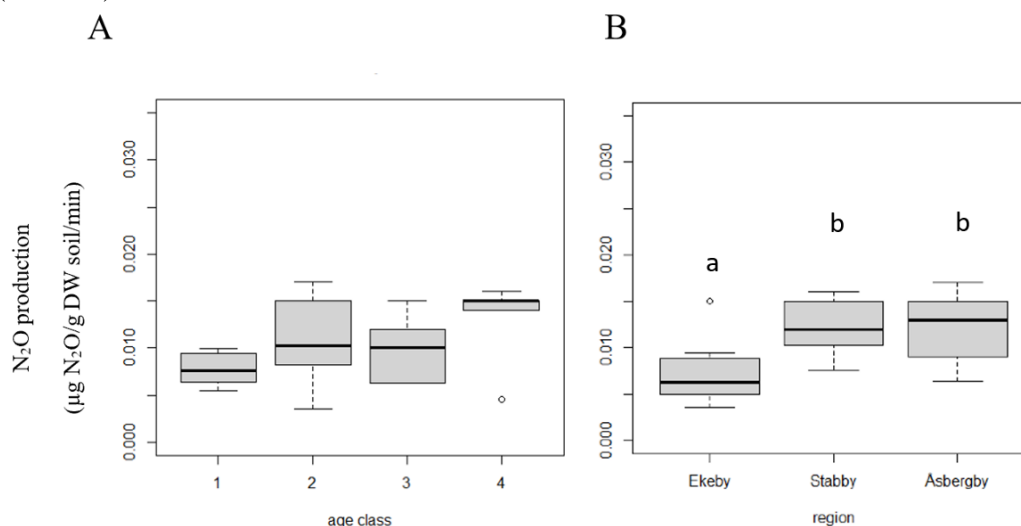 A
B
N₂O production
(µg N₂O/g DW soil/min)
0.030
0.020
0.010
0.000
1 2 3 4
age class
0.030
0.020
0.010
0.000
a
b
b
Ekeby Stabby Åsbergby
region